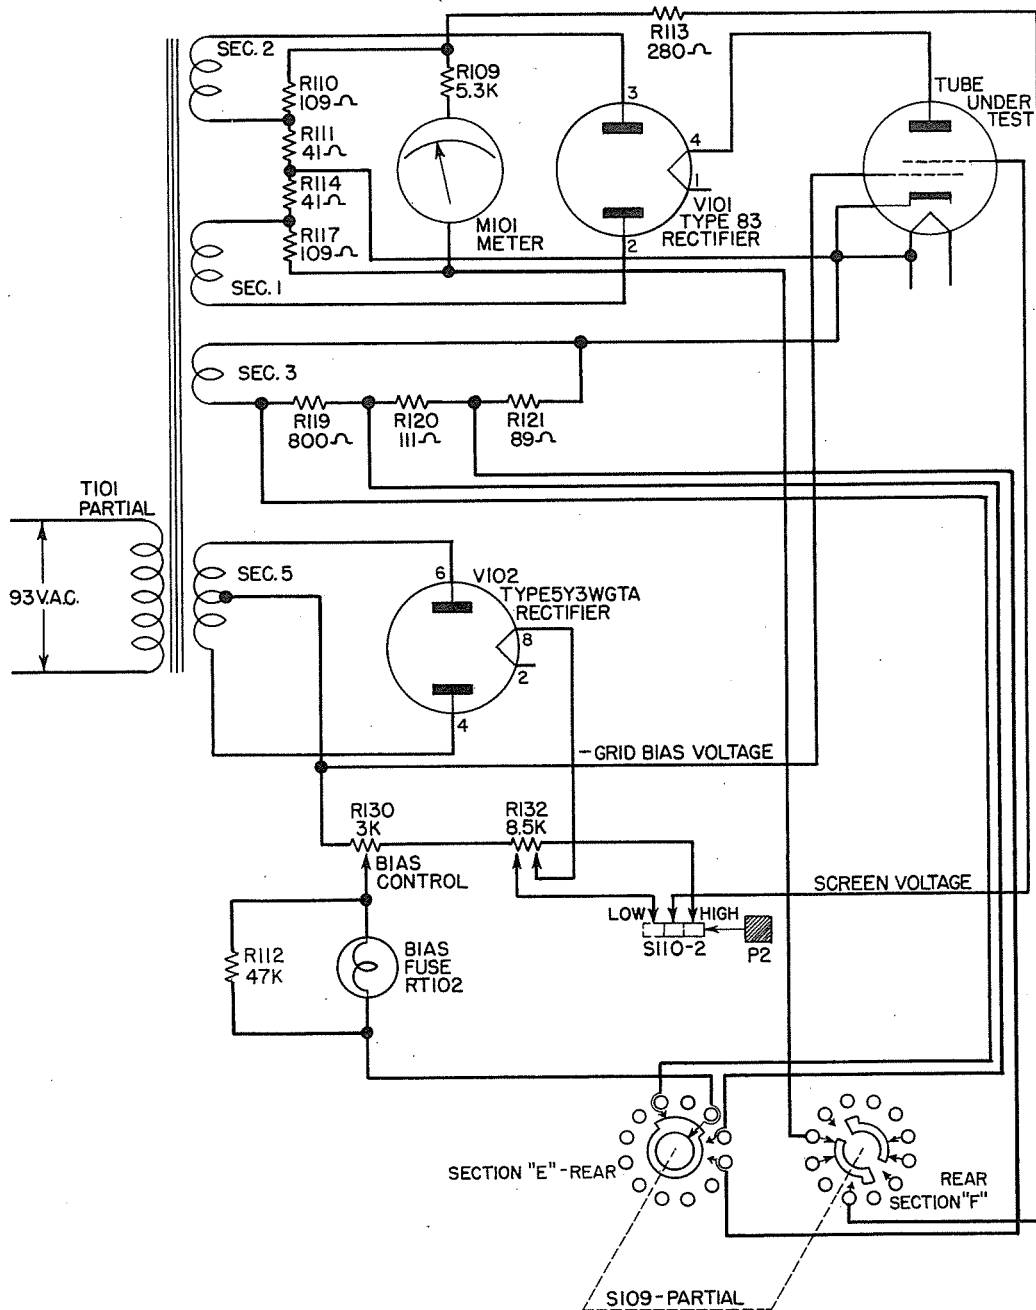 R113
280Ω
SEC. 2
R110
109Ω
R109
5.3K
R111
41Ω
R114
41Ω
R117
109Ω
M101
METER
SEC. 1
3
4
1
V101
TYPE 83
RECTIFIER
2
TUBE
UNDER
TEST
SEC. 3
R119
800Ω
R120
111Ω
R121
89Ω
T101
PARTIAL
93 V.A.C.
SEC. 5
6
V102
TYPE5Y3WGTA
RECTIFIER
8
2
4
-GRID BIAS VOLTAGE
R130
3K
BIAS
CONTROL
R132
8.5K
SCREEN VOLTAGE
LOW
HIGH
S110-2
P2
R112
47K
BIAS
FUSE
RT102
SECTION "E"-REAR
REAR
SECTION "F"
S109-PARTIAL